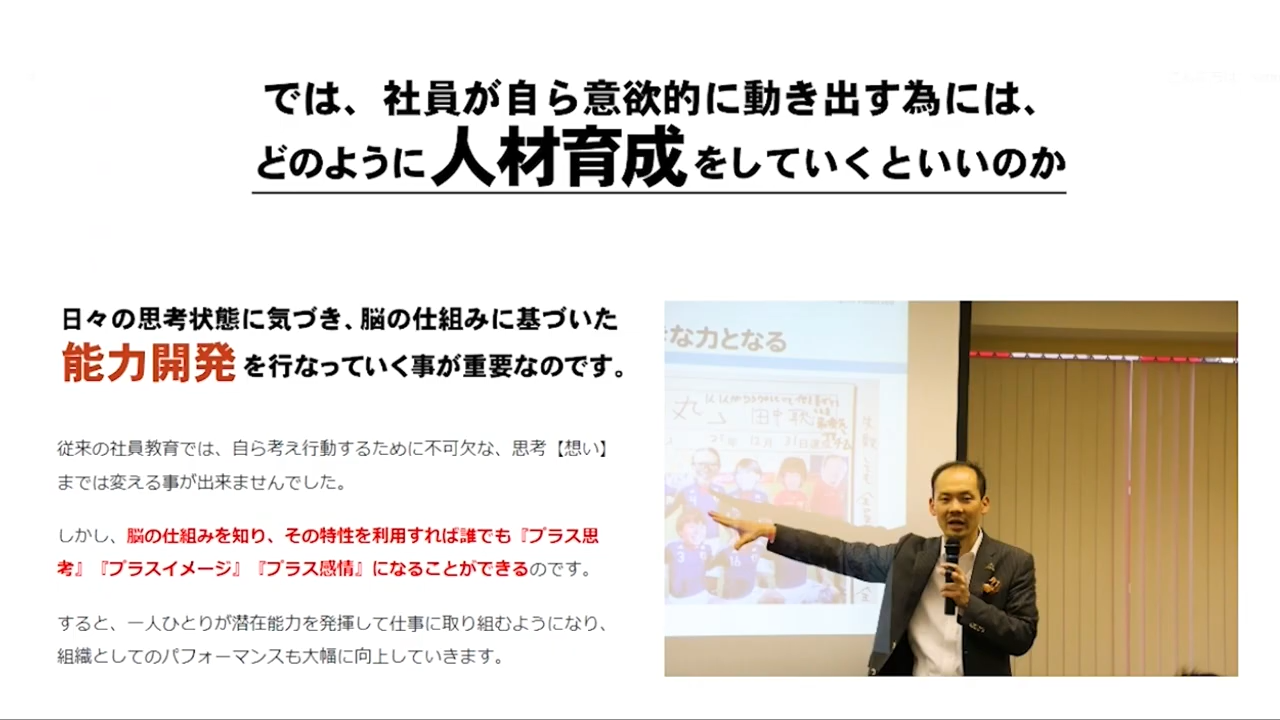 では、社員が自ら意欲的に動き出す為には、
どのように人材育成をしていくといいのか
日々の思考状態に気づき、脳の仕組みに基づいた
能力開発を行なっていく事が重要なのです。
従来の社員教育では、自ら考え行動するために不可欠な、思考【想い】
までは変える事が出来ませんでした。
しかし、脳の仕組みを知り、その特性を利用すれば誰でも『プラス思
考』『プラスイメージ』『プラス感情』になることができるのです。
すると、一人ひとりが潜在能力を発揮して仕事に取り組むようになり、
組織としてのパフォーマンスも大幅に向上していきます。
な力となる